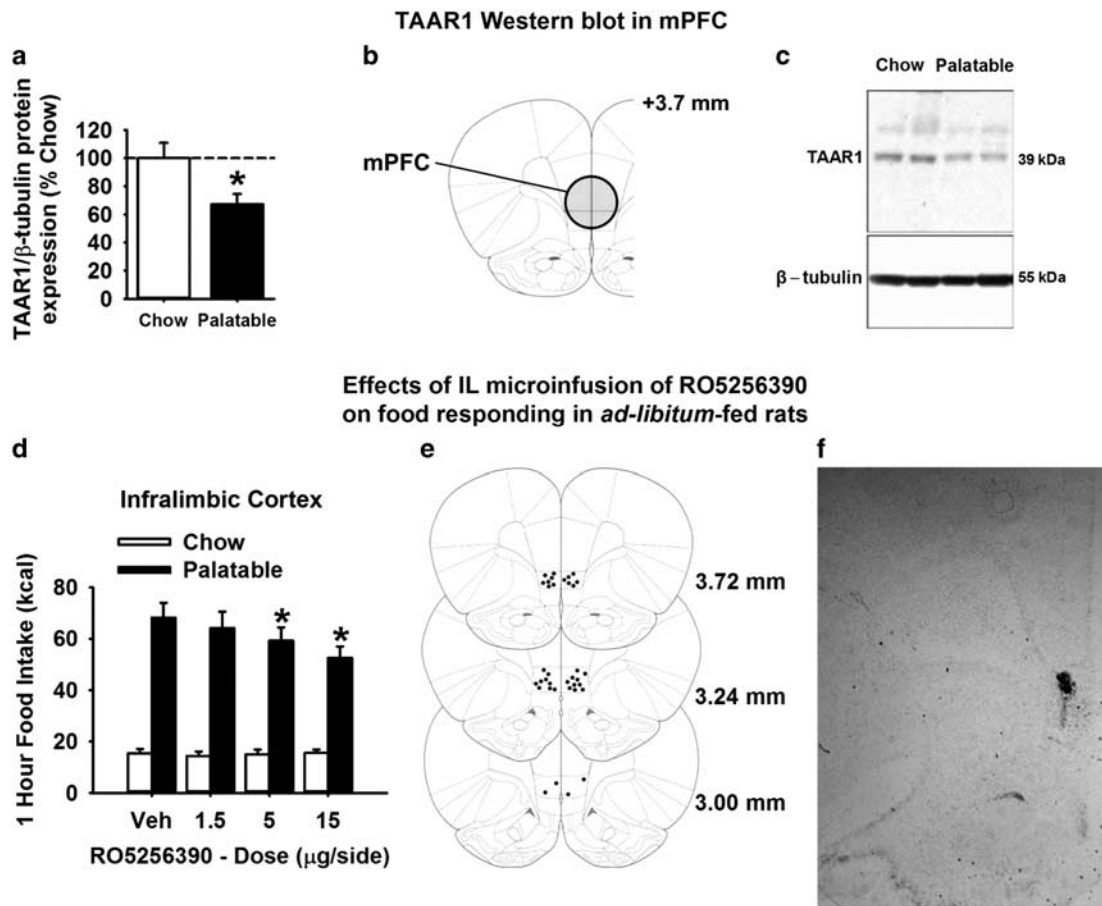 TAAR1 Western blot in mPFC
a
TAAR1/β-tubulin protein
expression (% Chow)
120
100
80
60
40
20
0
*
Chow
Palatable
b
+3.7 mm
mPFC
c
Chow Palatable
TAAR1
39 kDa
β-tubulin
55 kDa
Effects of IL microinfusion of RO5256390
on food responding in ad-libitum-fed rats
d
Infralimbic Cortex
Chow
Palatable
1 Hour Food Intake (kcal)
80
60
40
20
0
*
*
Veh 1.5 5 15
RO5256390 - Dose (μg/side)
e
3.72 mm
3.24 mm
3.00 mm
f